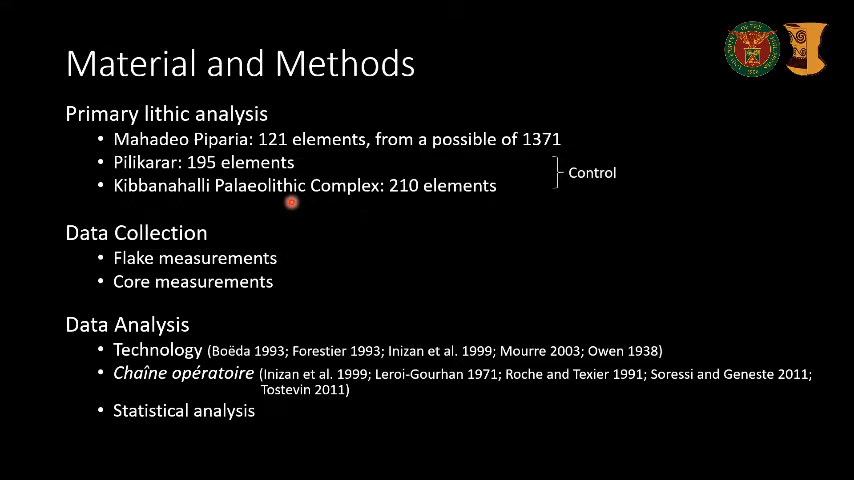 Material and Methods
Primary lithic analysis
• Mahadeo Piparia: 121 elements, from a possible of 1371
• Pilikarar: 195 elements
Control
• Kibbanahalli Palaeolithic Complex: 210 elements
Data Collection
• Flake measurements
• Core measurements
Data Analysis
• Technology (Boëda 1993; Forestier 1993; Inizan et al. 1999; Mourre 2003; Owen 1938)
• Chaîne opératoire (Inizan et al. 1999; Leroi-Gourhan 1971; Roche and Texier 1991; Soressi and Geneste 2011;
Tostevin 2011)
• Statistical analysis